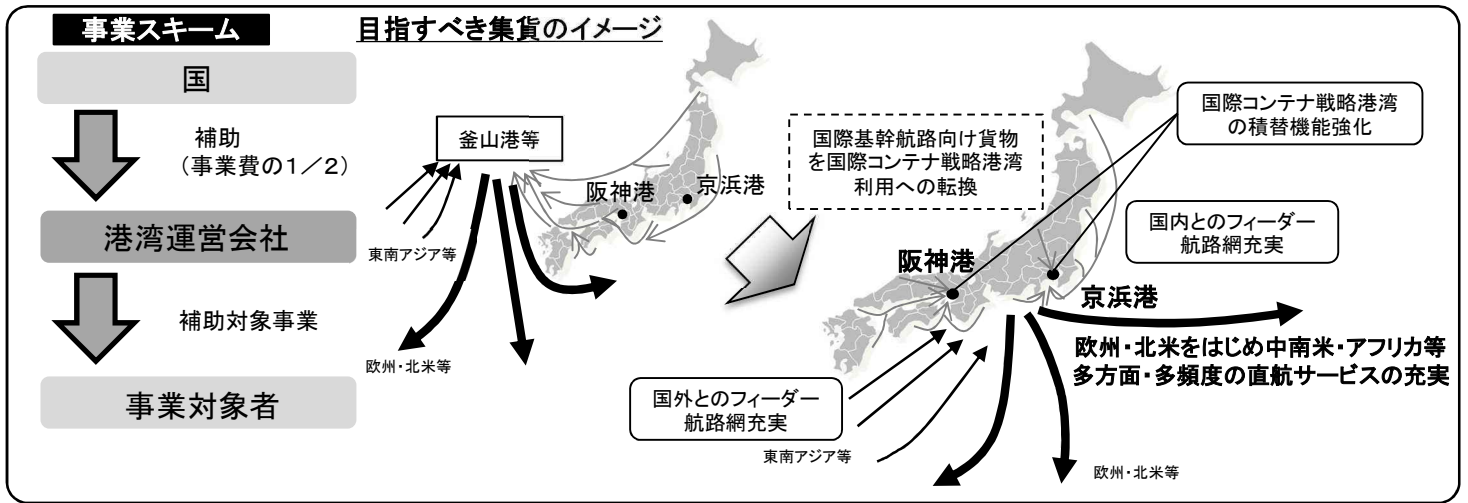 事業スキーム
国
補助
(事業費の1/2)
港湾運営会社
補助対象事業
事業対象者
目指すべき集貨のイメージ
釜山港等
阪神港
京浜港
東南アジア等
欧州・北米等
国際基幹航路向け貨物
を国際コンテナ戦略港湾
利用への転換
国際コンテナ戦略港湾
の積替機能強化
国内とのフィーダー
航路網充実
阪神港
京浜港
欧州・北米をはじめ中南米・アフリカ等
多方面・多頻度の直航サービスの充実
国外とのフィーダー
航路網充実
東南アジア等
欧州・北米等